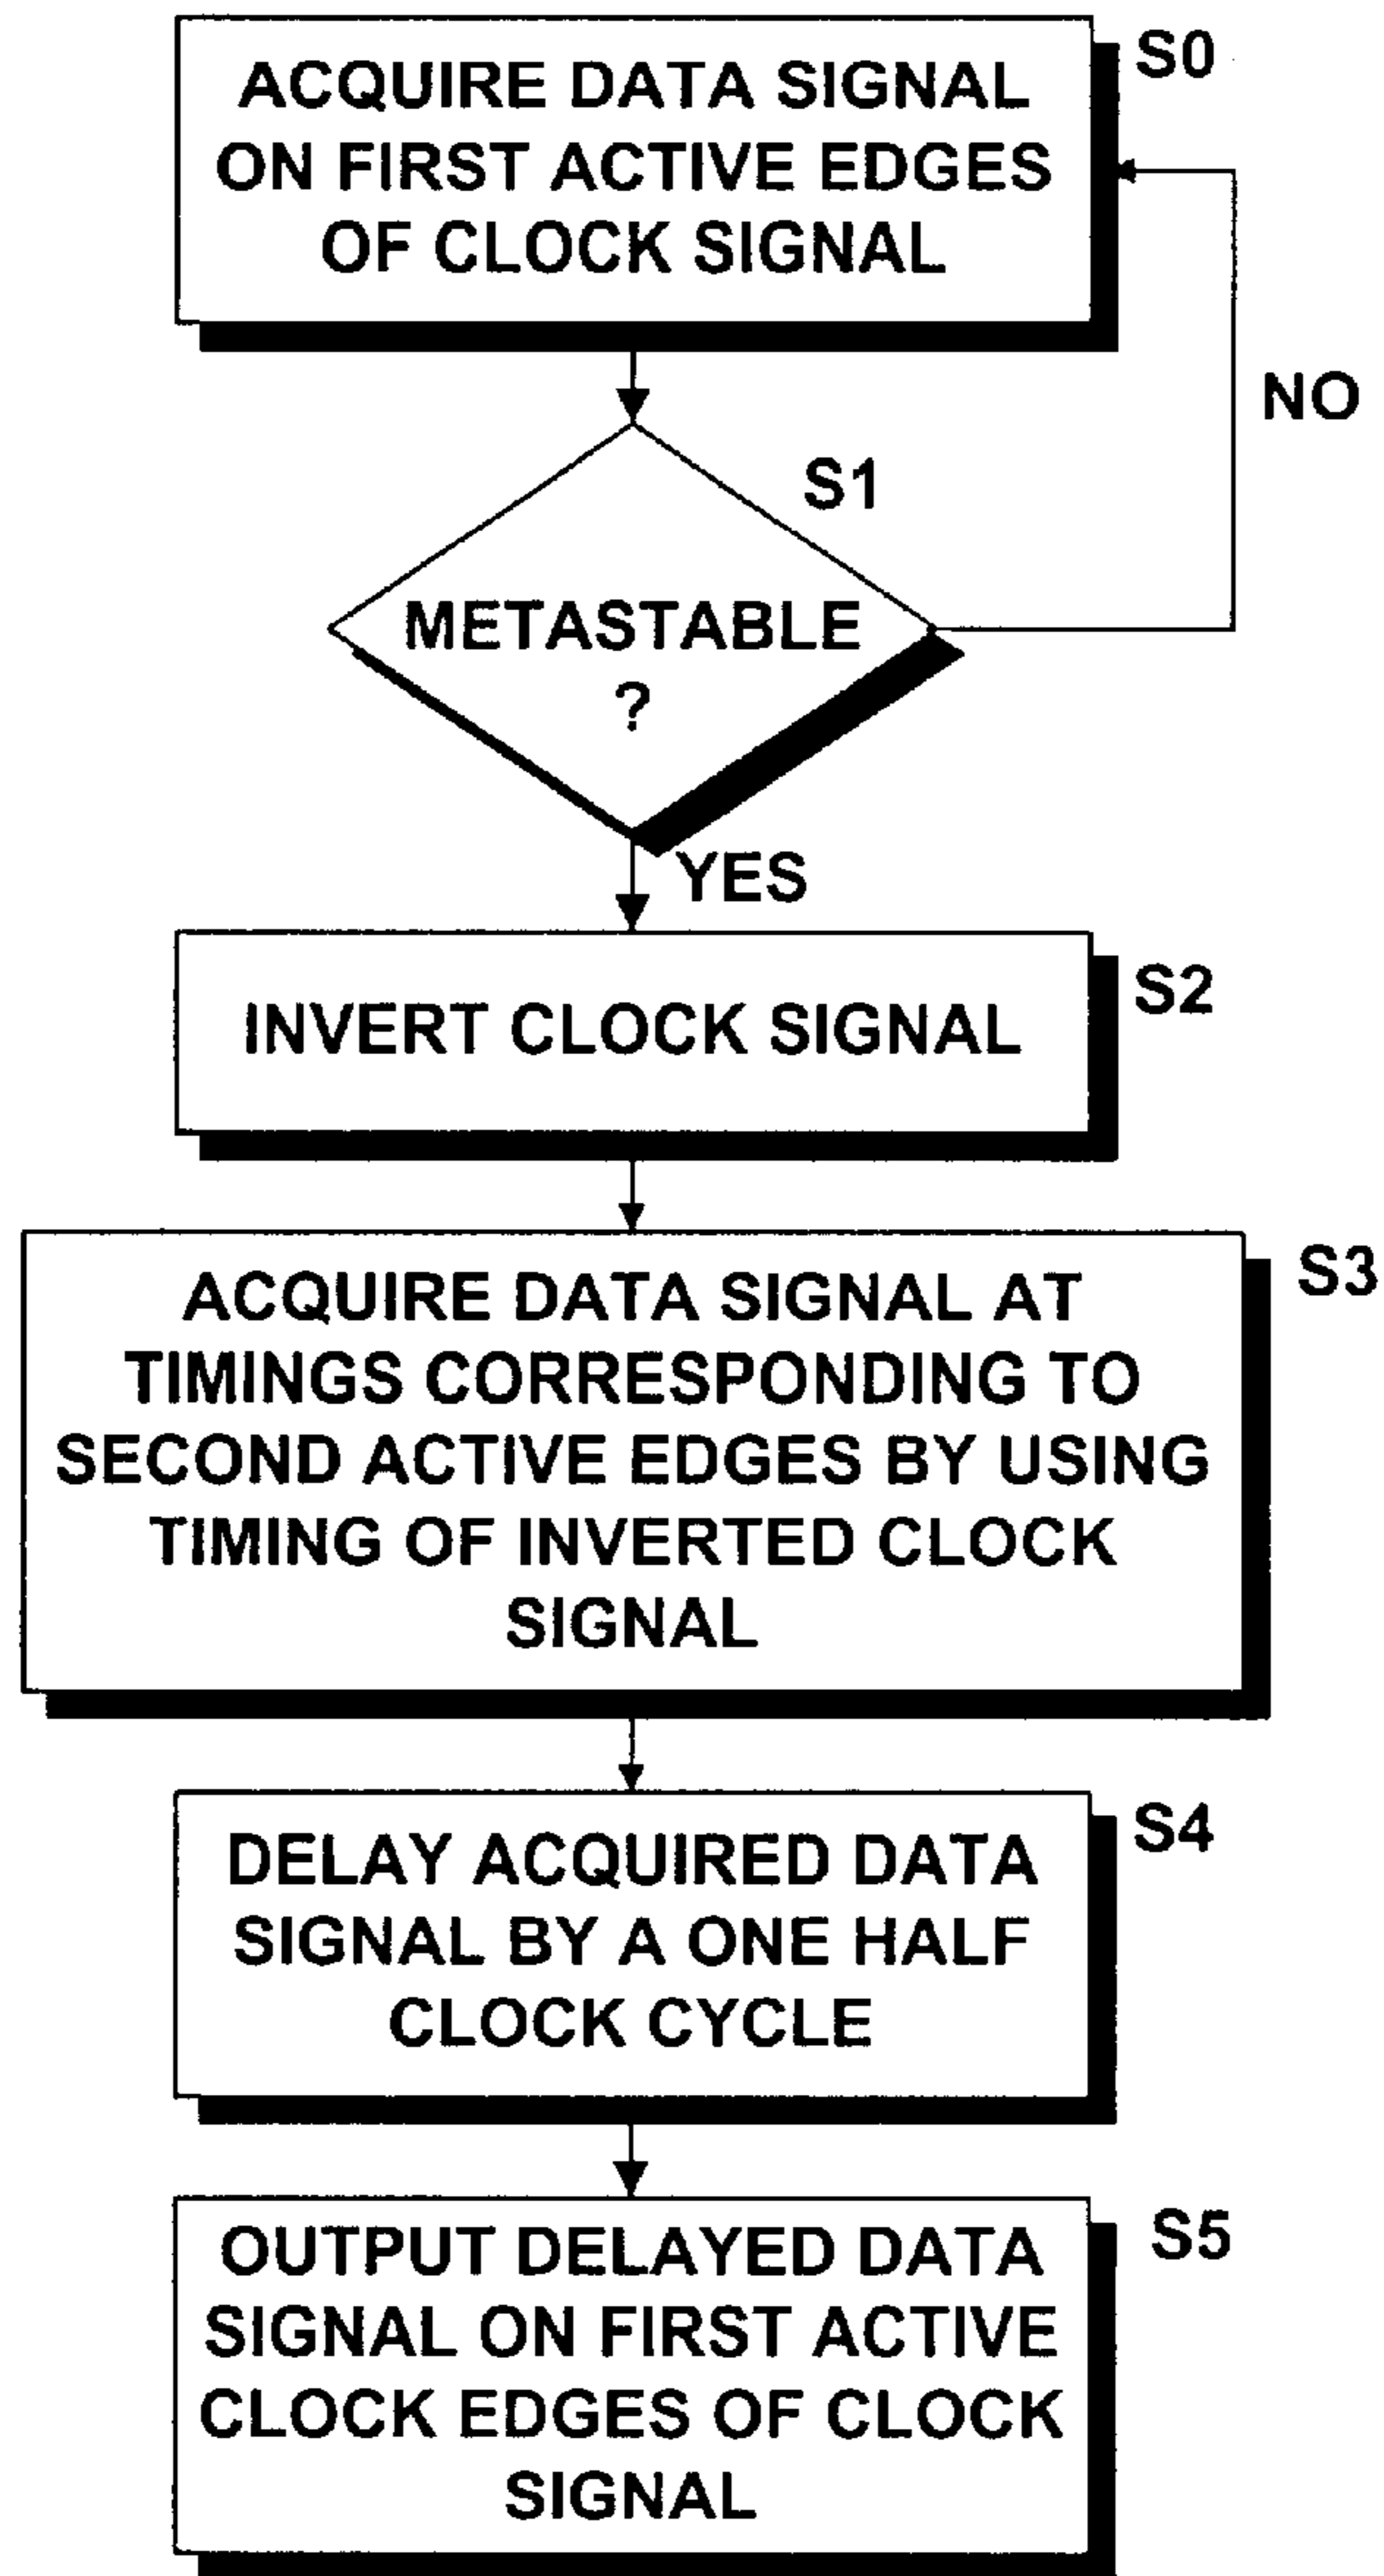 ACQUIRE DATA SIGNAL
ON FIRST ACTIVE EDGES
OF CLOCK SIGNAL
S0
NO
S1
METASTABLE
?
YES
INVERT CLOCK SIGNAL
S2
ACQUIRE DATA SIGNAL AT
TIMINGS CORRESPONDING TO
SECOND ACTIVE EDGES BY USING
TIMING OF INVERTED CLOCK
SIGNAL
S3
DELAY ACQUIRED DATA
SIGNAL BY A ONE HALF
CLOCK CYCLE
S4
OUTPUT DELAYED DATA
SIGNAL ON FIRST ACTIVE
CLOCK EDGES OF CLOCK
SIGNAL
S5